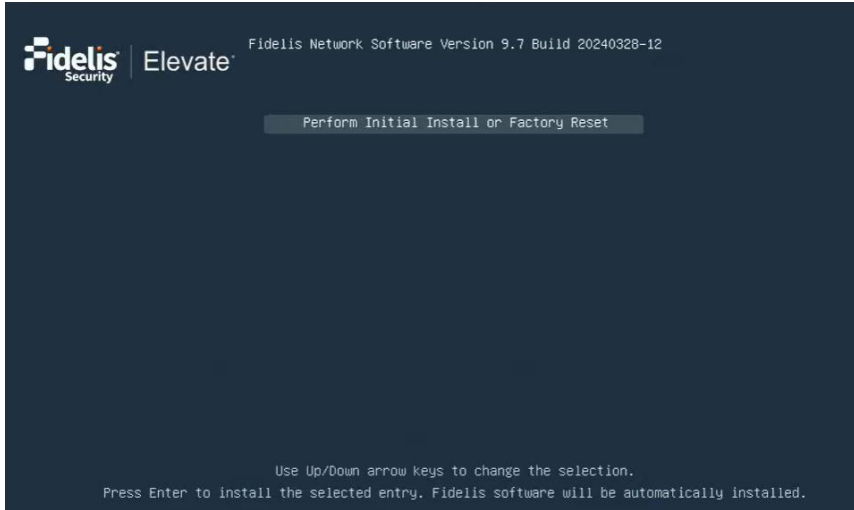 Fidelis Security | Elevate
Fidelis Network Software Version 9.7 Build 20240328-12
Perform Initial Install or Factory Reset
Use Up/Down arrow keys to change the selection.
Press Enter to install the selected entry. Fidelis software will be automatically installed.